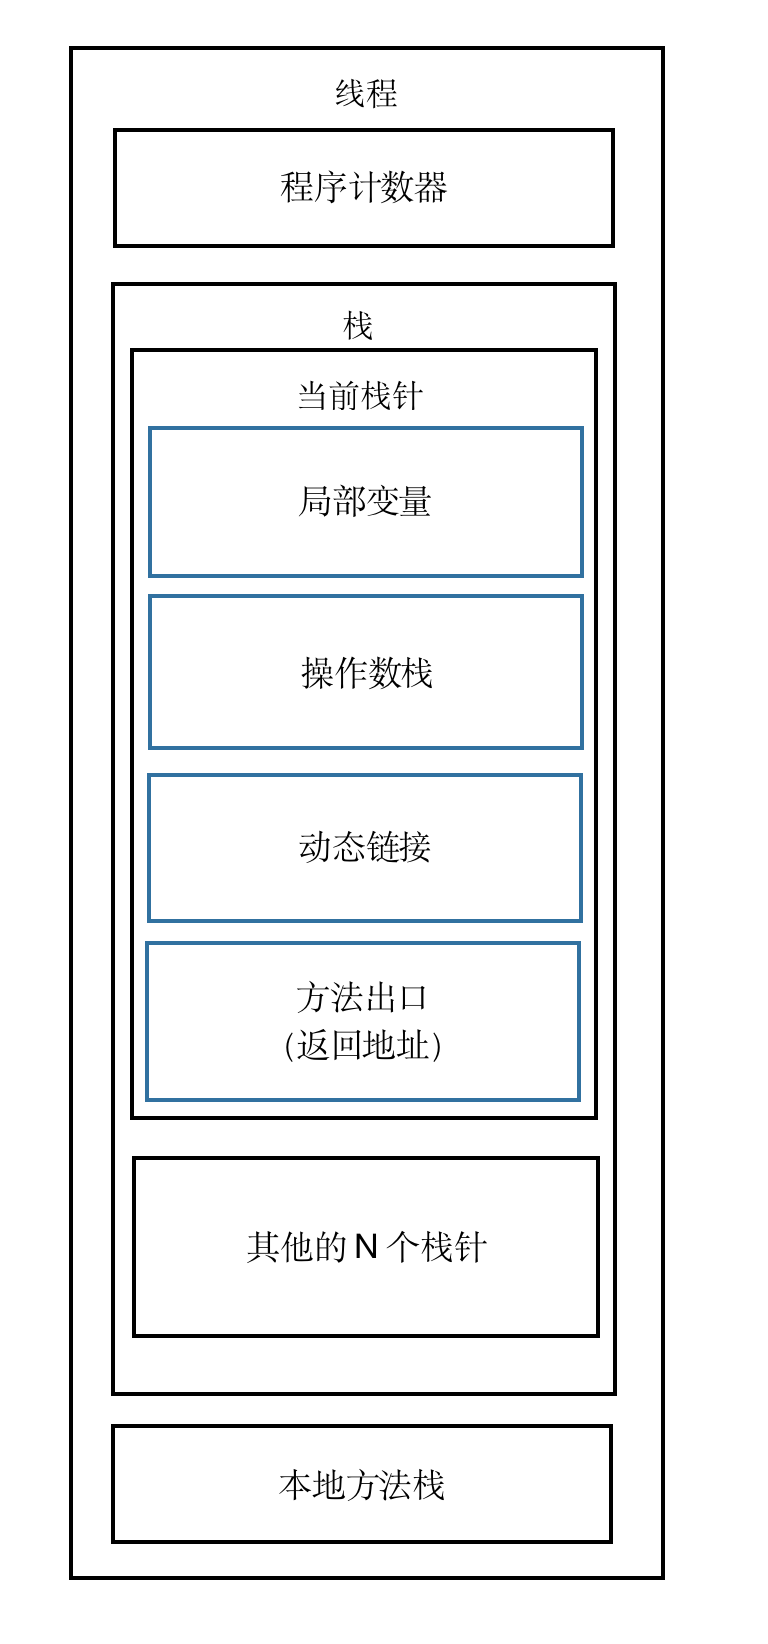 线程
程序计数器
栈
当前栈针
局部变量
操作数栈
动态链接
方法出口
(返回地址)
其他的 N 个栈针
本地方法栈